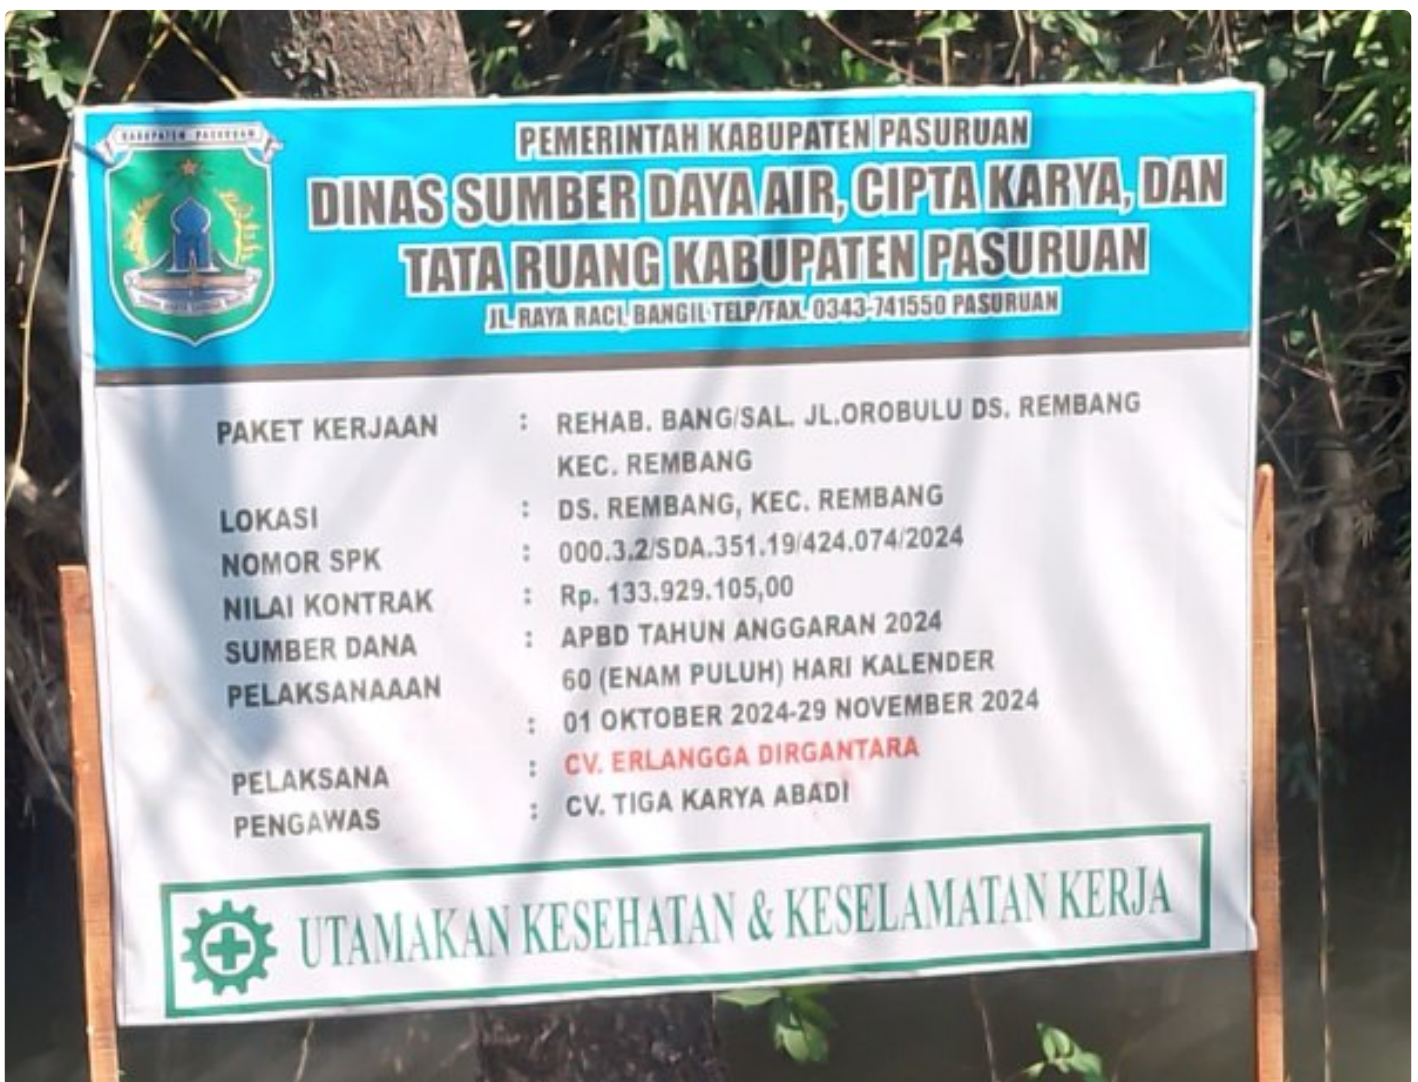 KABUPATEN PASURUAN
PEMERINTAH KABUPATEN PASURUAN
DINAS SUMBER DAYA AIR, CIPTA KARYA, DAN
TATA RUANG KABUPATEN PASURUAN
JL. RAYA RACI, BANGIL TELP/FAX. 0343-741550 PASURUAN
PAKET KERJAAN : REHAB. BANG/SAL. JL.OROBULU DS. REMBANG
KEC. REMBANG
LOKASI : DS. REMBANG, KEC. REMBANG
NOMOR SPK : 000.3.2/SDA.351.19/424.074/2024
NILAI KONTRAK : Rp. 133.929.105,00
SUMBER DANA : APBD TAHUN ANGGARAN 2024
PELAKSANAAAN 60 (ENAM PULUH) HARI KALENDER
: 01 OKTOBER 2024-29 NOVEMBER 2024
PELAKSANA : CV. ERLANGGA DIRGANTARA
PENGAWAS : CV. TIGA KARYA ABADI
UTAMAKAN KESEHATAN & KESELAMATAN KERJA